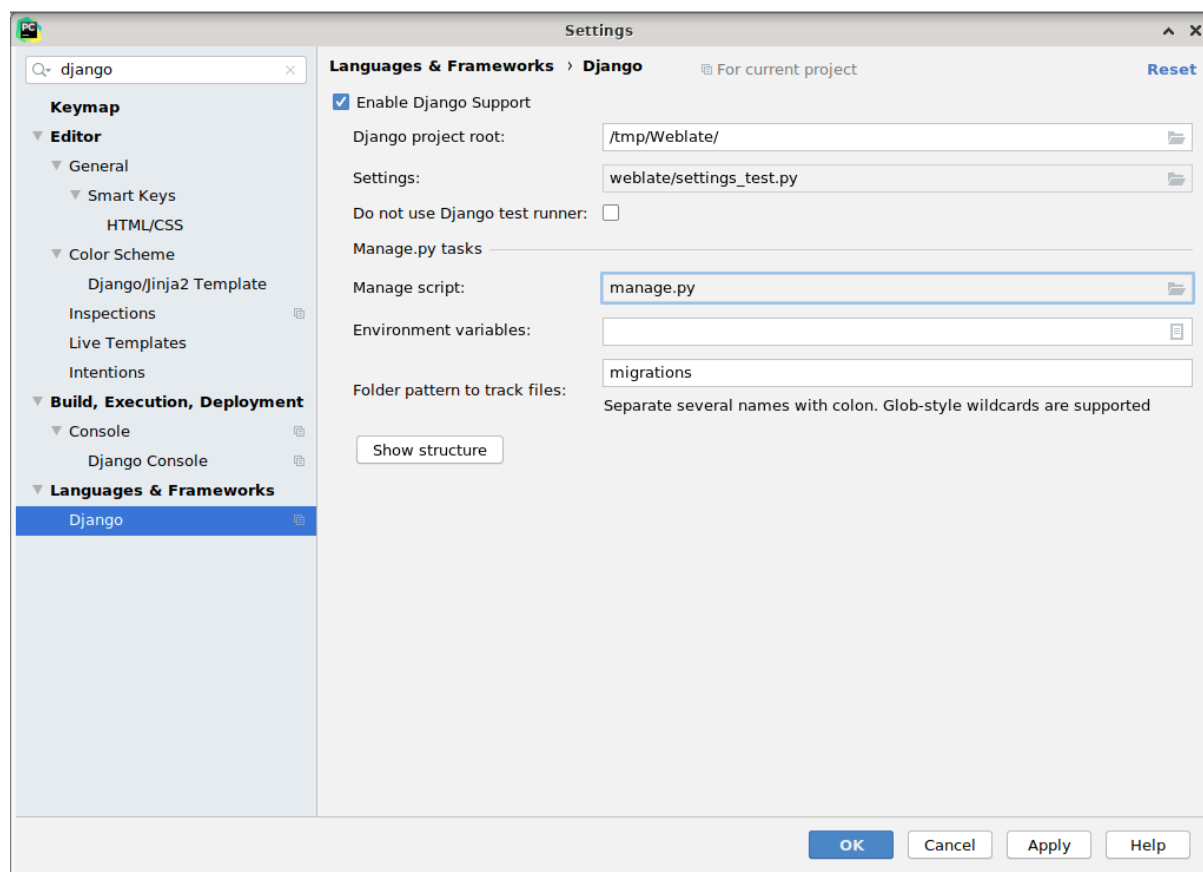 PC
Settings
django
Keymap
Editor
General
Smart Keys
HTML/CSS
Color Scheme
Django/Jinja2 Template
Inspections
Live Templates
Intentions
Build, Execution, Deployment
Console
Django Console
Languages & Frameworks
Django
Languages & Frameworks › Django For current project Reset
Enable Django Support
Django project root: /tmp/Weblate/
Settings: weblate/settings_test.py
Do not use Django test runner:
Manage.py tasks
Manage script: manage.py
Environment variables:
Folder pattern to track files: migrations
Separate several names with colon. Glob-style wildcards are supported
Show structure
OK Cancel Apply Help